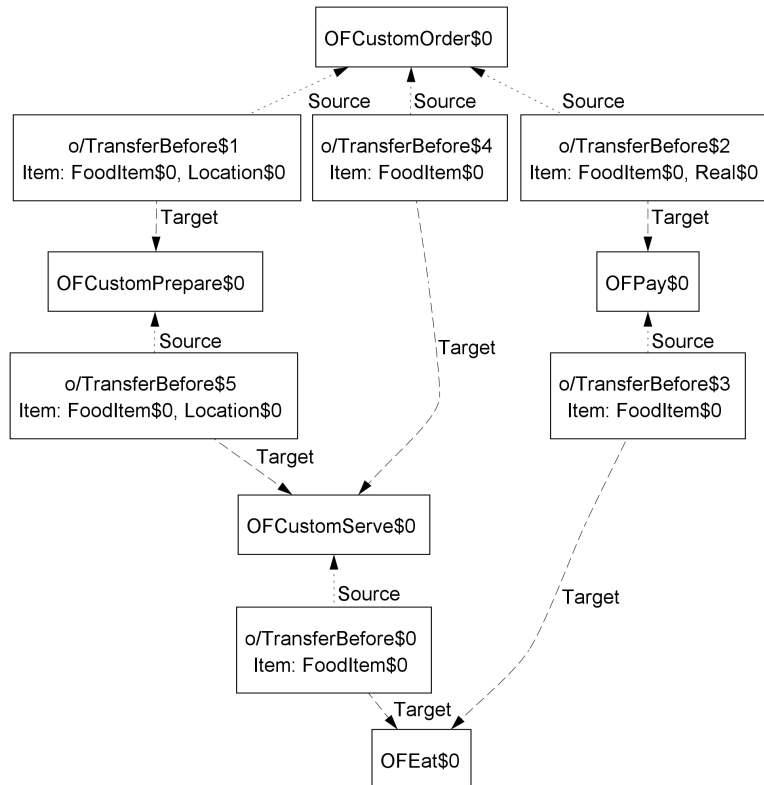 OFCustomOrder$0
Source
Source
o/TransferBefore$1
Item: FoodItem$0, Location$0
o/TransferBefore$4
Item: FoodItem$0
o/TransferBefore$2
Item: FoodItem$0, Real$0
Target
Target
OFCustomPrepare$0
OFPay$0
Source
Target
Source
o/TransferBefore$5
Item: FoodItem$0, Location$0
o/TransferBefore$3
Item: FoodItem$0
Target
OFCustomServe$0
Source
Target
o/TransferBefore$0
Item: FoodItem$0
Target
OFEat$0